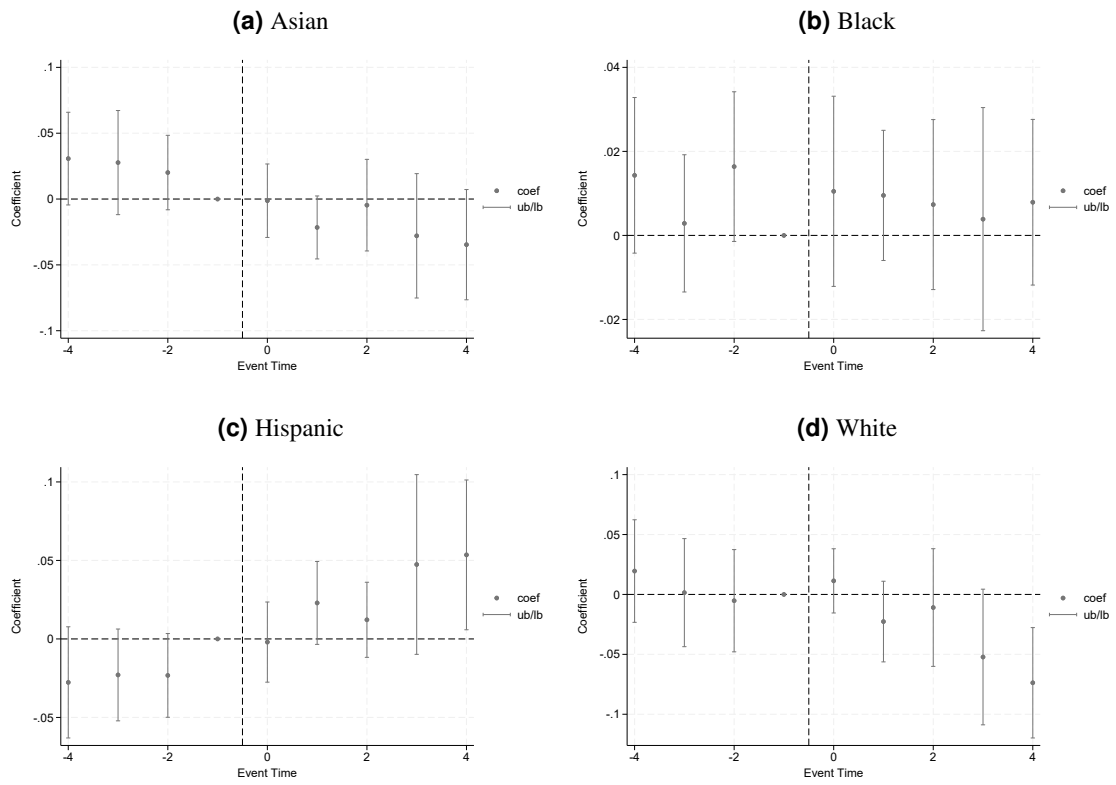 (a) Asian
.1
.05
0
-.05
-.1
Coefficient
-4
-2
0
2
4
Event Time
coef
ub/lb
(b) Black
.04
.02
0
-.02
Coefficient
-4
-2
0
2
4
Event Time
coef
ub/lb
(c) Hispanic
.1
.05
0
-.05
Coefficient
-4
-2
0
2
4
Event Time
coef
ub/lb
(d) White
.1
.05
0
-.05
-.1
Coefficient
-4
-2
0
2
4
Event Time
coef
ub/lb